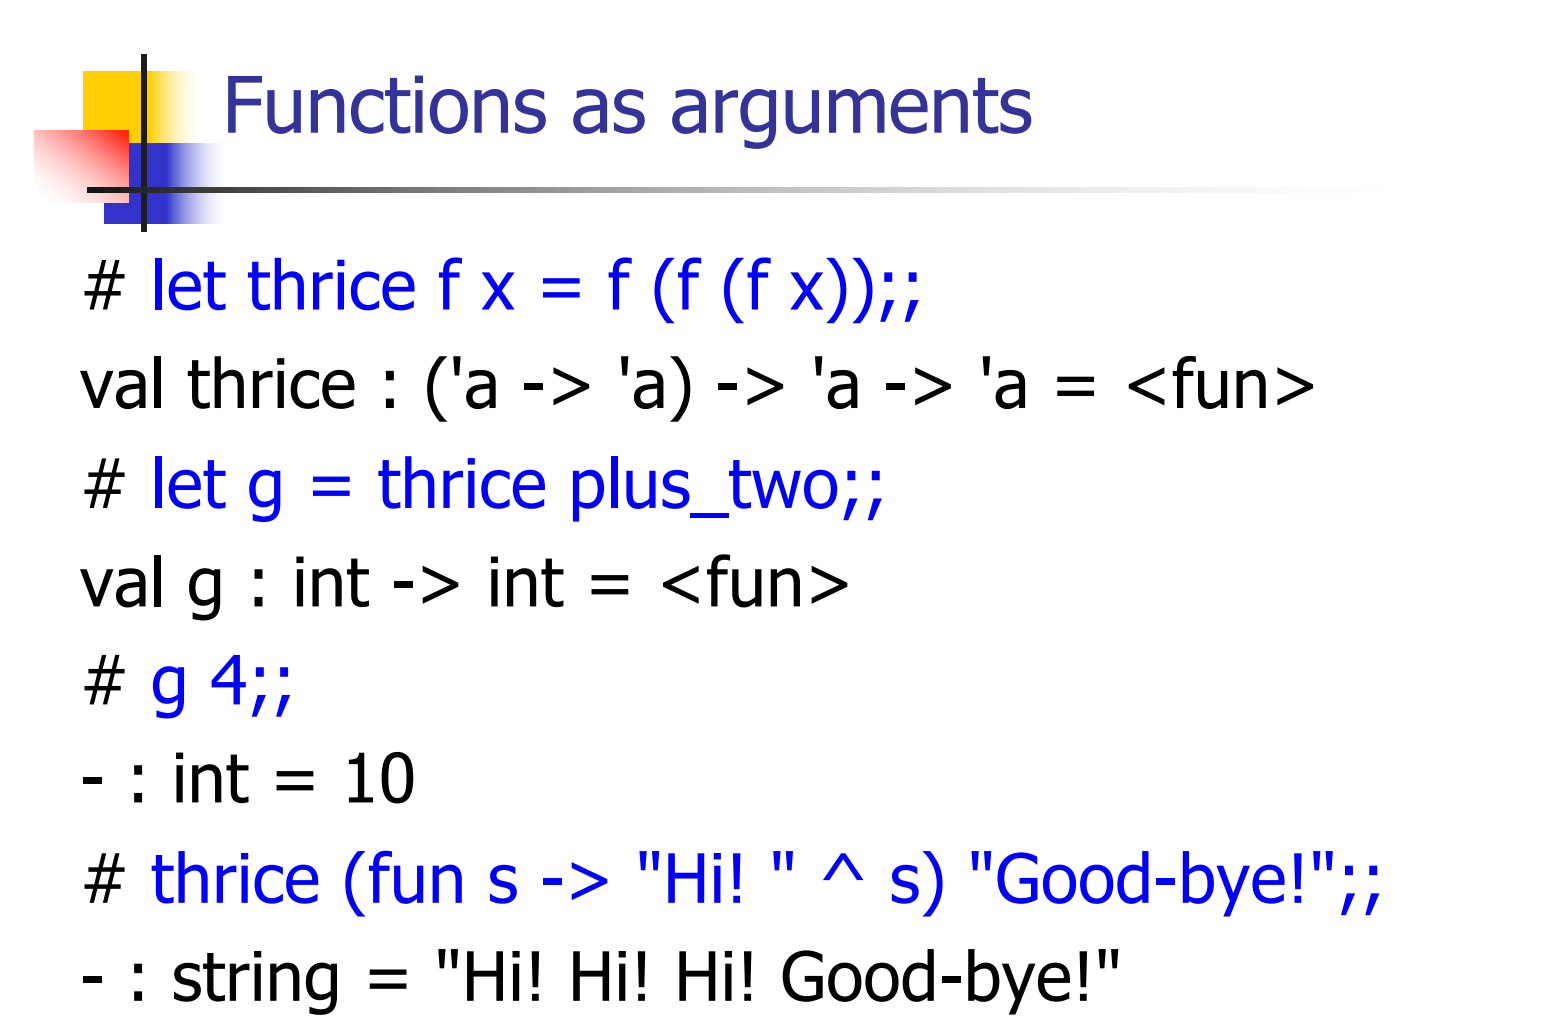 Functions as arguments
# let thrice f x = f (f (f x));;
val thrice : ('a -> 'a) -> 'a -> 'a = <fun>
# let g = thrice plus_two;;
val g : int -> int = <fun>
# g 4;;
- : int = 10
# thrice (fun s -> "Hi! " ^ s) "Good-bye!";;
- : string = "Hi! Hi! Hi! Good-bye!"